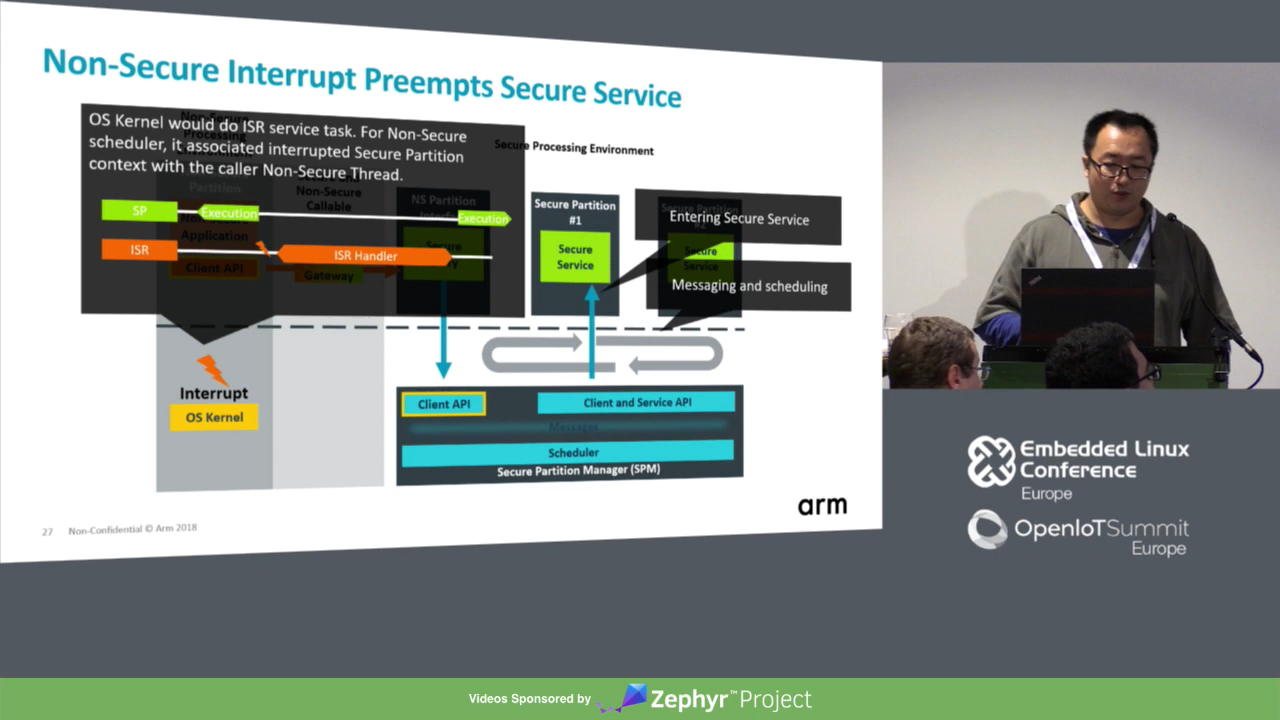 Non-Secure Interrupt Preempts Secure Service
OS Kernel would do ISR service task. For Non-Secure
scheduler, it associated interrupted Secure Partition
context with the caller Non-Secure Thread.
SP
Execution
Execution
ISR
ISR Handler
Non-Secure
Processing
Partition
Application
Client API
Non-Secure
Callable
Gateway
Secure Processing Environment
NS Partition
Secure
Secure Partition
#1
Secure
Service
Secure
Entering Secure Service
Messaging and scheduling
Interrupt
OS Kernel
Client API
Client and Service API
Messages
Scheduler
Secure Partition Manager (SPM)
27 Non-Confidential © Arm 2018
arm
Embedded Linux
Conference
Europe
OpenIoTSummit
Europe
Videos Sponsored by Zephyr™Project